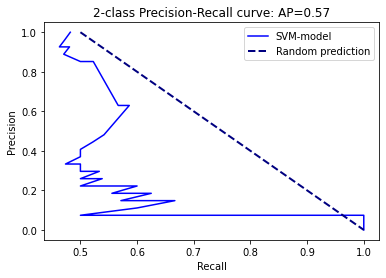 2-class Precision-Recall curve: AP=0.57
SVM-model
Random prediction
Precision
1.0
0.8
0.6
0.4
0.2
0.0
0.5 0.6 0.7 0.8 0.9 1.0
Recall